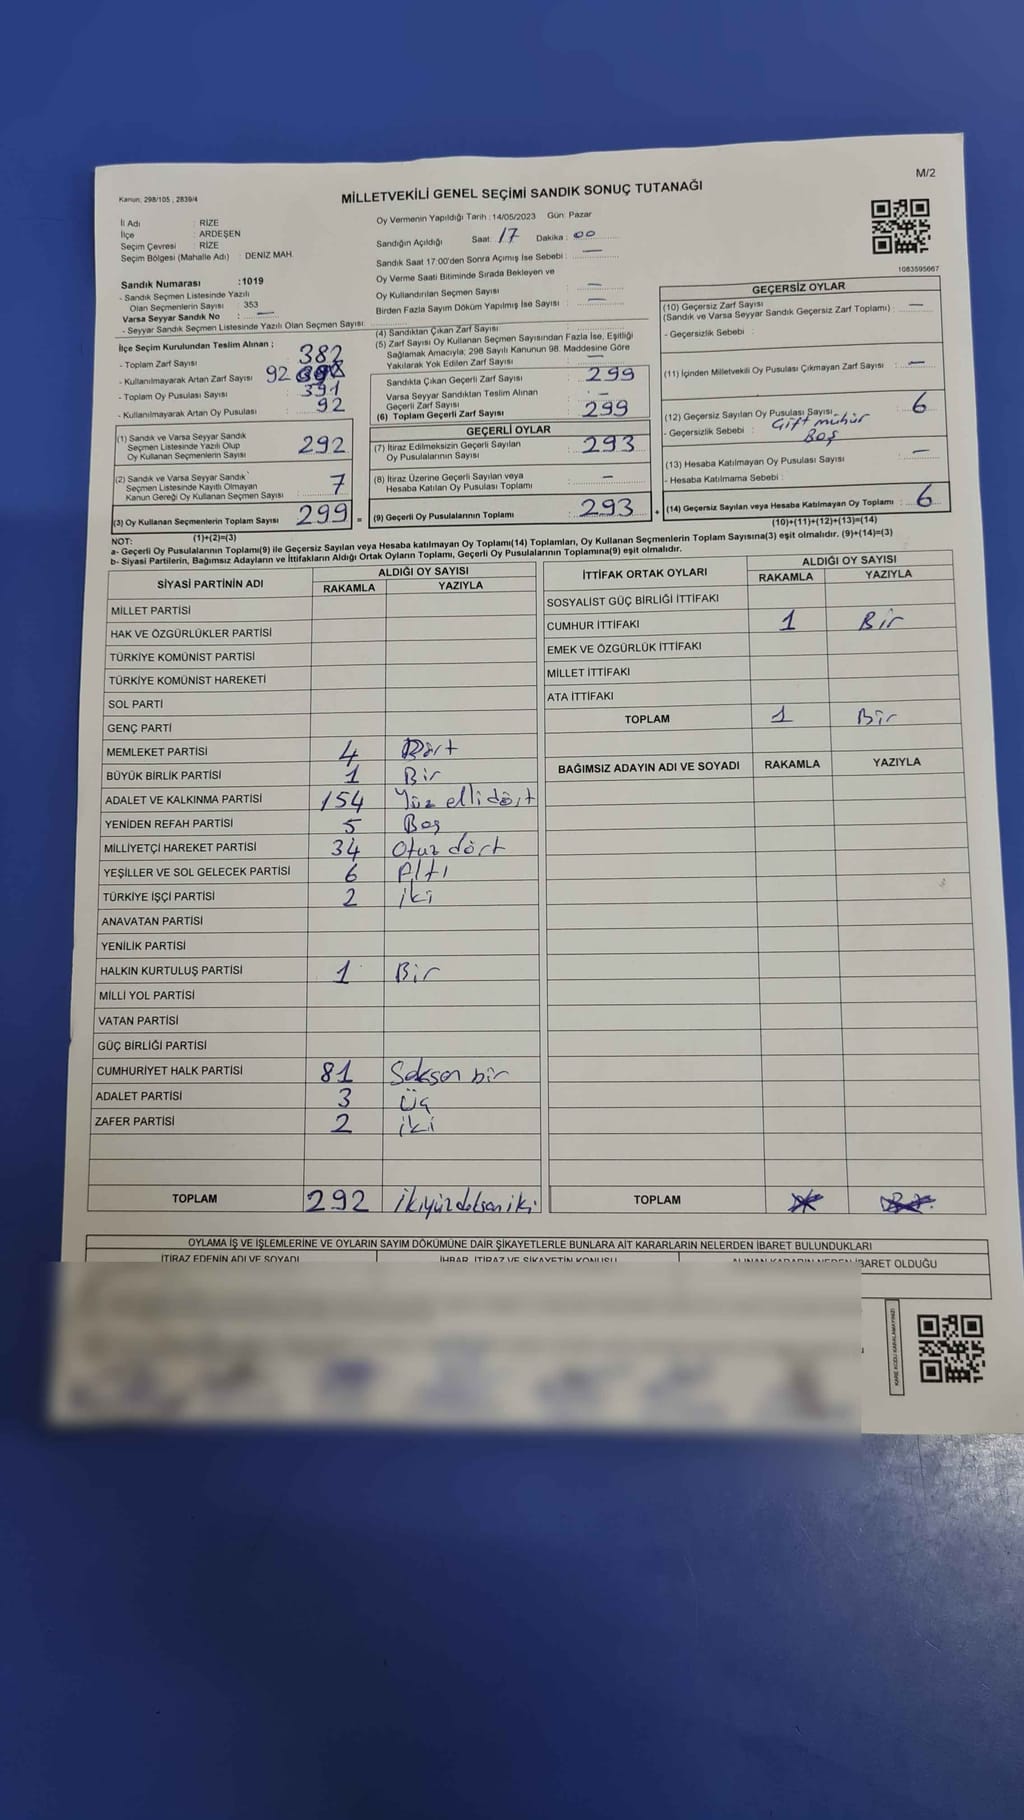 M/2
Kanun; 298/105 , 2839/4
MİLLETVEKİLİ GENEL SEÇİMİ SANDIK SONUÇ TUTANAĞI
İl Adı : RİZE
İlçe : ARDEŞEN
Seçim Çevresi : RİZE
Seçim Bölgesi (Mahalle Adı) : DENİZ MAH.
Sandık Numarası :1019
- Sandık Seçmen Listesinde Yazılı
Olan Seçmenlerin Sayısı : 353
Varsa Seyyar Sandık No : —
- Seyyar Sandık Seçmen Listesinde Yazılı Olan Seçmen Sayısı:
Oy Vermenin Yapıldığı Tarih :14/05/2023 Gün: Pazar
Sandığın Açıldığı Saat: 17 Dakika : 00
Sandık Saat 17:00'den Sonra Açımış İse Sebebi : —
Oy Verme Saati Bitiminde Sırada Bekleyen ve
Oy Kullandırılan Seçmen Sayısı : —
Birden Fazla Sayım Döküm Yapılmış İse Sayısı : —
1083595667
İlçe Seçim Kurulundan Teslim Alınan ;
- Toplam Zarf Sayısı : 382
- Kullanılmayarak Artan Zarf Sayısı : 92
- Toplam Oy Pusulası Sayısı : 391
- Kullanılmayarak Artan Oy Pusulası : 92
(1) Sandık ve Varsa Seyyar Sandık
Seçmen Listesinde Yazılı Olup
Oy Kullanan Seçmenlerin Sayısı : 292
(2) Sandık ve Varsa Seyyar Sandık
Seçmen Listesinde Kayıtlı Olmayan
Kanun Gereği Oy Kullanan Seçmen Sayısı : 7
(3) Oy Kullanan Seçmenlerin Toplam Sayısı : 299 =
(1)+(2)=(3)
(4) Sandıktan Çıkan Zarf Sayısı :
(5) Zarf Sayısı Oy Kullanan Seçmen Sayısından Fazla İse, Eşitliği
Sağlamak Amacıyla; 298 Sayılı Kanunun 98. Maddesine Göre
Yakılarak Yok Edilen Zarf Sayısı : —
Sandıkta Çıkan Geçerli Zarf Sayısı : 299
Varsa Seyyar Sandıktan Teslim Alınan
Geçerli Zarf Sayısı : -
(6) Toplam Geçerli Zarf Sayısı : 299
GEÇERLİ OYLAR
(7) İtiraz Edilmeksizin Geçerli Sayılan
Oy Pusulalarının Sayısı : 293
(8) İtiraz Üzerine Geçerli Sayılan veya
Hesaba Katılan Oy Pusulası Toplamı : —
(9) Geçerli Oy Pusulalarının Toplamı : 293 +
GEÇERSİZ OYLAR
(10) Geçersiz Zarf Sayısı
(Sandık ve Varsa Seyyar Sandık Geçersiz Zarf Toplamı) : —
- Geçersizlik Sebebi :
(11) İçinden Milletvekili Oy Pusulası Çıkmayan Zarf Sayısı : —
(12) Geçersiz Sayılan Oy Pusulası Sayısı : 6
- Geçersizlik Sebebi : Çift mühür
Boş
(13) Hesaba Katılmayan Oy Pusulası Sayısı : —
- Hesaba Katılmama Sebebi :
(14) Geçersiz Sayılan veya Hesaba Katılmayan Oy Toplamı : 6
(10)+(11)+(12)+(13)=(14)
NOT:
a- Geçerli Oy Pusulalarının Toplamı(9) ile Geçersiz Sayılan veya Hesaba katılmayan Oy Toplamı(14) Toplamları, Oy Kullanan Seçmenlerin Toplam Sayısına(3) eşit olmalıdır. (9)+(14)=(3)
b- Siyasi Partilerin, Bağımsız Adayların ve İttifakların Aldığı Ortak Oyların Toplamı, Geçerli Oy Pusulalarının Toplamına(9) eşit olmalıdır.
SİYASİ PARTİNİN ADI ALDIĞI OY SAYISI
RAKAMLA YAZIYLA
MİLLET PARTİSİ
HAK VE ÖZGÜRLÜKLER PARTİSİ
TÜRKİYE KOMÜNİST PARTİSİ
TÜRKİYE KOMÜNİST HAREKETİ
SOL PARTİ
GENÇ PARTİ
MEMLEKET PARTİSİ 4 Dört
BÜYÜK BİRLİK PARTİSİ 1 Bir
ADALET VE KALKINMA PARTİSİ 154 Yüz elli dört
YENİDEN REFAH PARTİSİ 5 Beş
MİLLİYETÇİ HAREKET PARTİSİ 34 Otuz dört
YEŞİLLER VE SOL GELECEK PARTİSİ 6 Altı
TÜRKİYE İŞÇİ PARTİSİ 2 iki
ANAVATAN PARTİSİ
YENİLİK PARTİSİ
HALKIN KURTULUŞ PARTİSİ 1 Bir
MİLLİ YOL PARTİSİ
VATAN PARTİSİ
GÜÇ BİRLİĞİ PARTİSİ
CUMHURİYET HALK PARTİSİ 81 Seksen bir
ADALET PARTİSİ 3 üç
ZAFER PARTİSİ 2 iki
TOPLAM 292 ikiyüzdoksaniki
İTTİFAK ORTAK OYLARI ALDIĞI OY SAYISI
RAKAMLA YAZIYLA
SOSYALİST GÜÇ BİRLİĞİ İTTİFAKI
CUMHUR İTTİFAKI 1 Bir
EMEK VE ÖZGÜRLÜK İTTİFAKI
MİLLET İTTİFAKI
ATA İTTİFAKI
TOPLAM 1 Bir
BAĞIMSIZ ADAYIN ADI VE SOYADI RAKAMLA YAZIYLA
TOPLAM
OYLAMA İŞ VE İŞLEMLERİNE VE OYLARIN SAYIM DÖKÜMÜNE DAİR ŞİKAYETLERLE BUNLARA AİT KARARLARIN NELERDEN İBARET BULUNDUKLARI
İTİRAZ EDENİN ADI VE SOYADI İHBAR, İTİRAZ VE ŞİKAYETİN KONUSU ALINAN KARARIN NEDEN İBARET OLDUĞU
KARE KODU KARALAMAYINIZ!